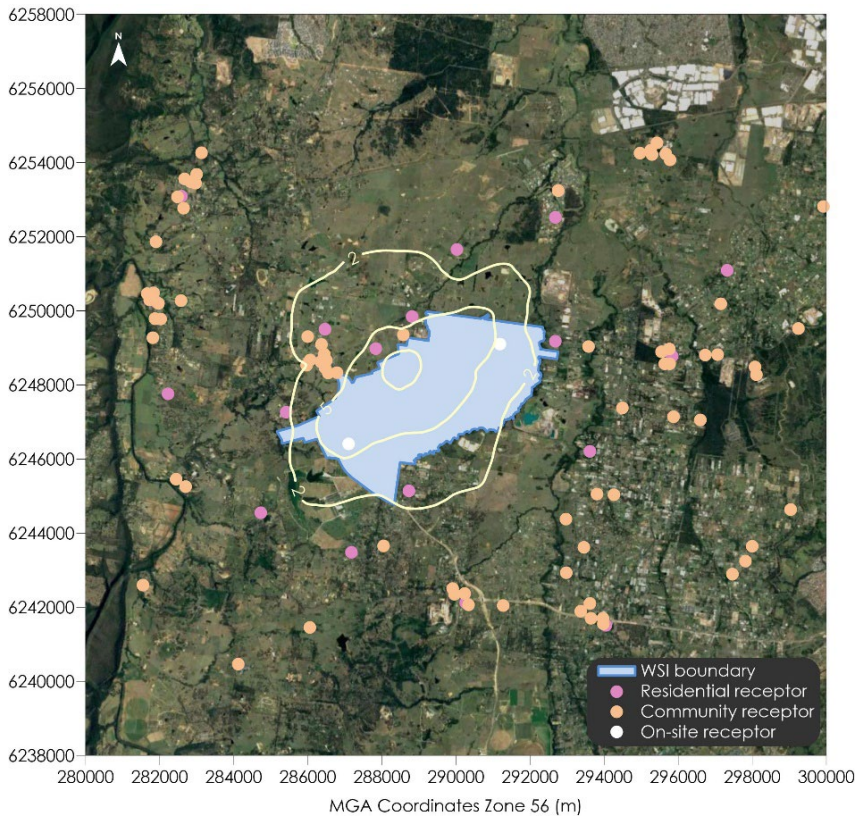 6258000
N
6256000
6254000
6252000
2
6250000
6248000
2
3
6246000
2
6244000
6242000
WSI boundary
Residential receptor
6240000
Community receptor
On-site receptor
6238000
280000 282000 284000 286000 288000 290000 292000 294000 296000 298000 300000
MGA Coordinates Zone 56 (m)